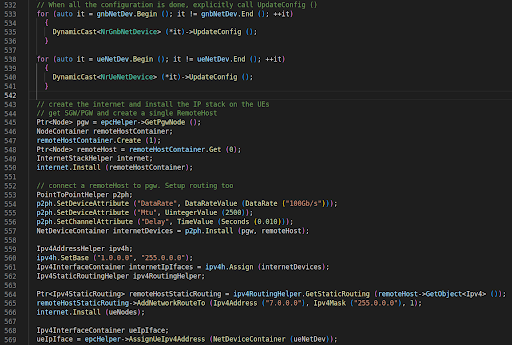 532 // When all the configuration is done, explicitly call UpdateConfig ()
533 for (auto it = gnbNetDev.Begin (); it != gnbNetDev.End (); ++it)
534 {
535 DynamicCast<NrGnbNetDevice> (*it)->UpdateConfig ();
536 }
537
538 for (auto it = ueNetDev.Begin (); it != ueNetDev.End (); ++it)
539 {
540 DynamicCast<NrUeNetDevice> (*it)->UpdateConfig ();
541 }
542
543 // create the internet and install the IP stack on the UEs
544 // get SGW/PGW and create a single RemoteHost
545 Ptr<Node> pgw = epcHelper->GetPgwNode ();
546 NodeContainer remoteHostContainer;
547 remoteHostContainer.Create (1);
548 Ptr<Node> remoteHost = remoteHostContainer.Get (0);
549 InternetStackHelper internet;
550 internet.Install (remoteHostContainer);
551
552 // connect a remoteHost to pgw. Setup routing too
553 PointToPointHelper p2ph;
554 p2ph.SetDeviceAttribute ("DataRate", DataRateValue (DataRate ("100Gb/s")));
555 p2ph.SetDeviceAttribute ("Mtu", UintegerValue (2500));
556 p2ph.SetChannelAttribute ("Delay", TimeValue (Seconds (0.010)));
557 NetDeviceContainer internetDevices = p2ph.Install (pgw, remoteHost);
558
559 Ipv4AddressHelper ipv4h;
560 ipv4h.SetBase ("1.0.0.0", "255.0.0.0");
561 Ipv4InterfaceContainer internetIpIfaces = ipv4h.Assign (internetDevices);
562 Ipv4StaticRoutingHelper ipv4RoutingHelper;
563
564 Ptr<Ipv4StaticRouting> remoteHostStaticRouting = ipv4RoutingHelper.GetStaticRouting (remoteHost->GetObject<Ipv4> ());
565 remoteHostStaticRouting->AddNetworkRouteTo (Ipv4Address ("7.0.0.0"), Ipv4Mask ("255.0.0.0"), 1);
566 internet.Install (ueNodes);
567
568 Ipv4InterfaceContainer ueIpIface;
569 ueIpIface = epcHelper->AssignUeIpv4Address (NetDeviceContainer (ueNetDev));